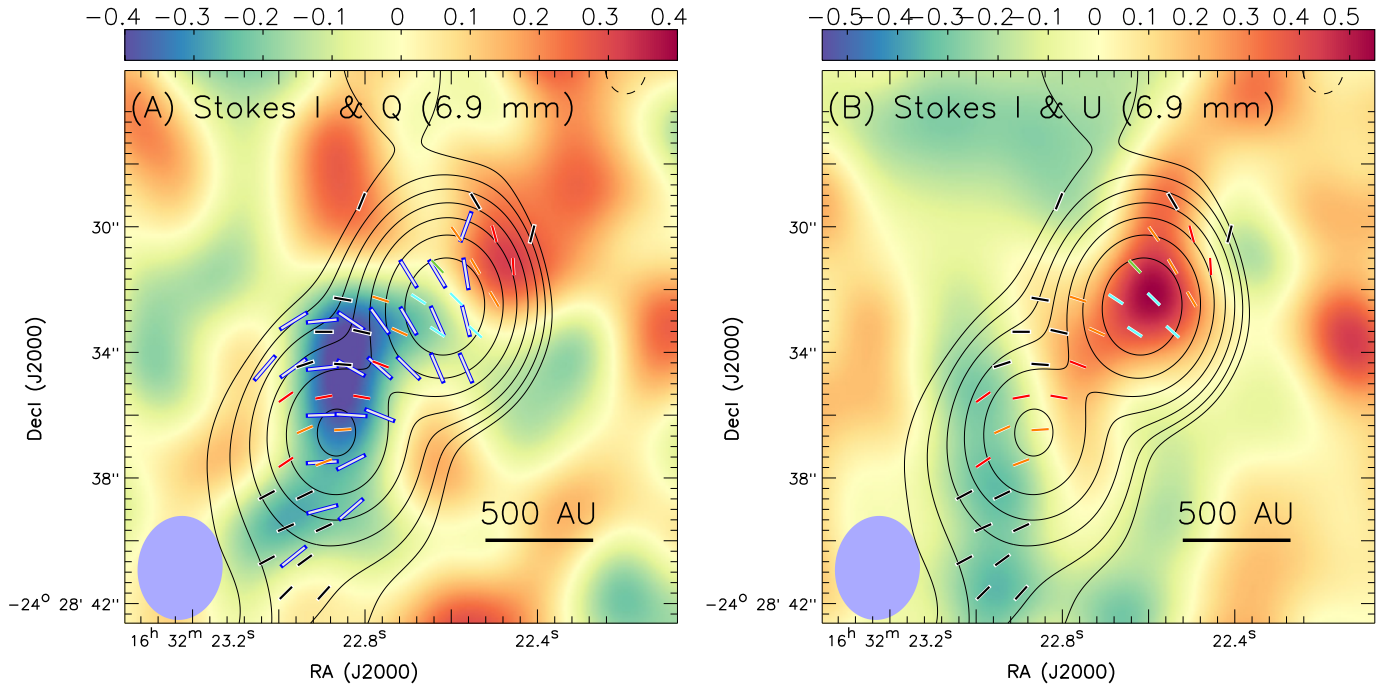 −0.4 −0.3 −0.2 −0.1 0 0.1 0.2 0.3 0.4
(A) Stokes I & Q (6.9 mm)
30''
34''
38''
−24° 28' 42''
Decl (J2000)
500 AU
16ʰ 32ᵐ 23.2ˢ 22.8ˢ 22.4ˢ
RA (J2000)
−0.5 −0.4 −0.3 −0.2 −0.1 0 0.1 0.2 0.3 0.4 0.5
(B) Stokes I & U (6.9 mm)
30''
34''
38''
−24° 28' 42''
Decl (J2000)
500 AU
16ʰ 32ᵐ 23.2ˢ 22.8ˢ 22.4ˢ
RA (J2000)